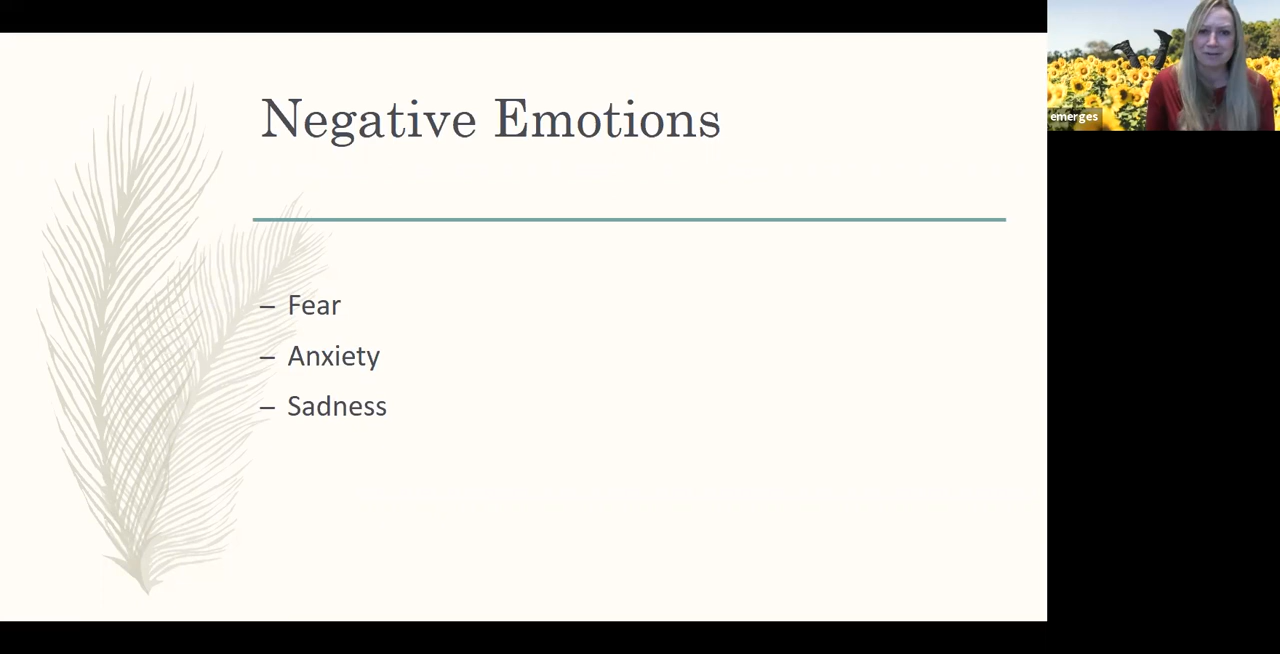 Negative Emotions
– Fear
– Anxiety
– Sadness
emerges